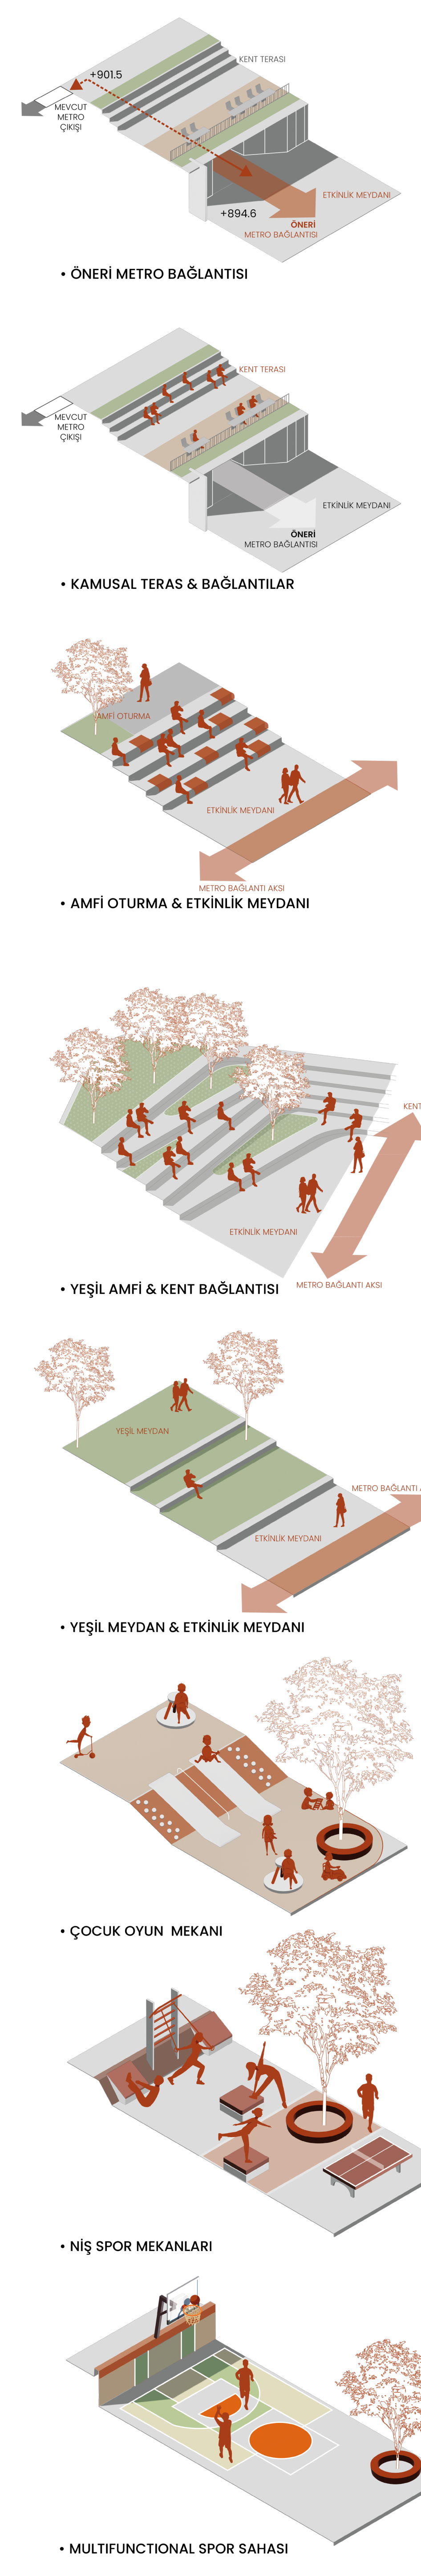 KENT TERASI
+901.5
MEVCUT
METRO
ÇIKIŞI
ETKİNLİK MEYDANI
+894.6
ÖNERİ
METRO BAĞLANTISI
• ÖNERİ METRO BAĞLANTISI
KENT TERASI
MEVCUT
METRO
ÇIKIŞI
ETKİNLİK MEYDANI
ÖNERİ
METRO BAĞLANTISI
• KAMUSAL TERAS & BAĞLANTILAR
AMFİ OTURMA
ETKİNLİK MEYDANI
METRO BAĞLANTI AKSI
• AMFİ OTURMA & ETKİNLİK MEYDANI
KENT
ETKİNLİK MEYDANI
METRO BAĞLANTI AKSI
• YEŞİL AMFİ & KENT BAĞLANTISI
YEŞİL MEYDAN
METRO BAĞLANTI
ETKİNLİK MEYDANI
• YEŞİL MEYDAN & ETKİNLİK MEYDANI
• ÇOCUK OYUN MEKANI
• NİŞ SPOR MEKANLARI
• MULTIFUNCTIONAL SPOR SAHASI